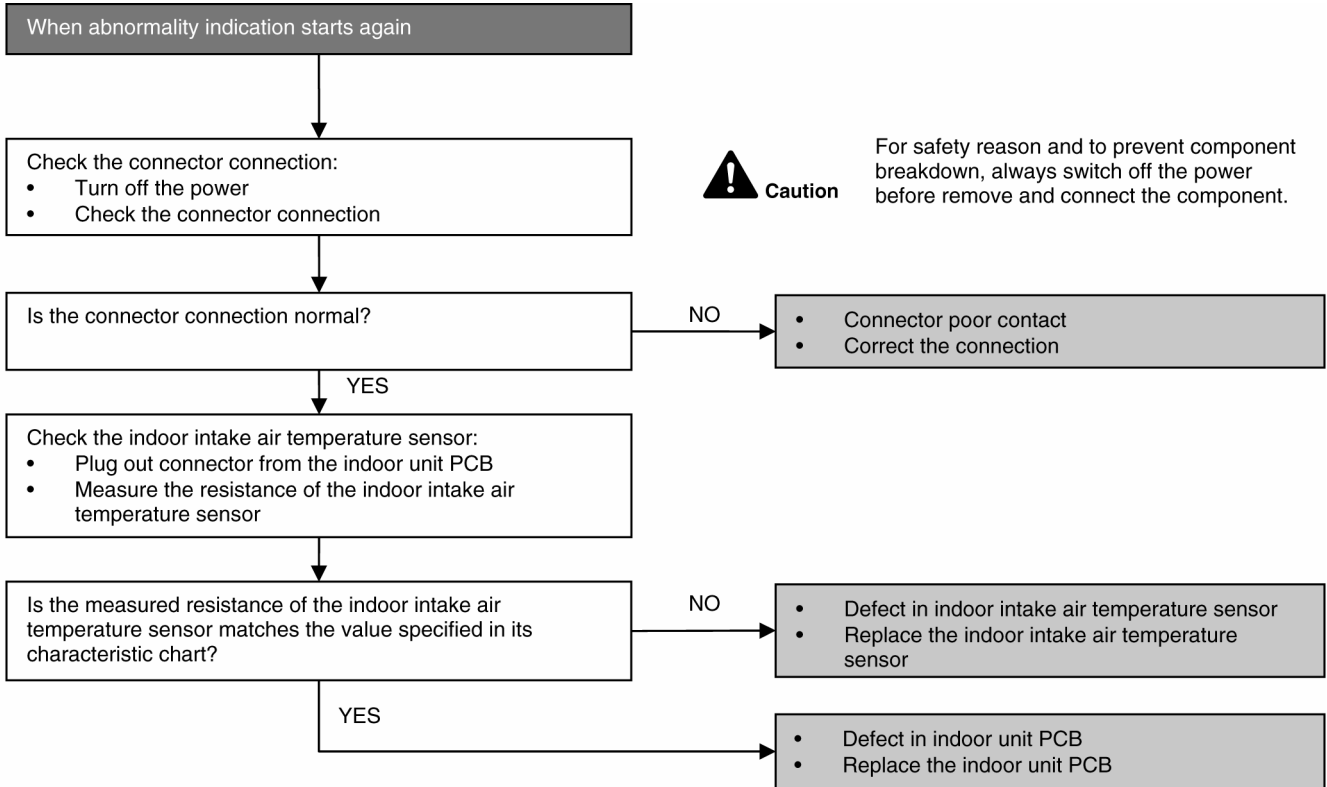 When abnormality indication starts again
Check the connector connection:
• Turn off the power
• Check the connector connection
Caution
For safety reason and to prevent component
breakdown, always switch off the power
before remove and connect the component.
Is the connector connection normal?
NO
• Connector poor contact
• Correct the connection
YES
Check the indoor intake air temperature sensor:
• Plug out connector from the indoor unit PCB
• Measure the resistance of the indoor intake air
temperature sensor
Is the measured resistance of the indoor intake air
temperature sensor matches the value specified in its
characteristic chart?
NO
• Defect in indoor intake air temperature sensor
• Replace the indoor intake air temperature
sensor
YES
• Defect in indoor unit PCB
• Replace the indoor unit PCB